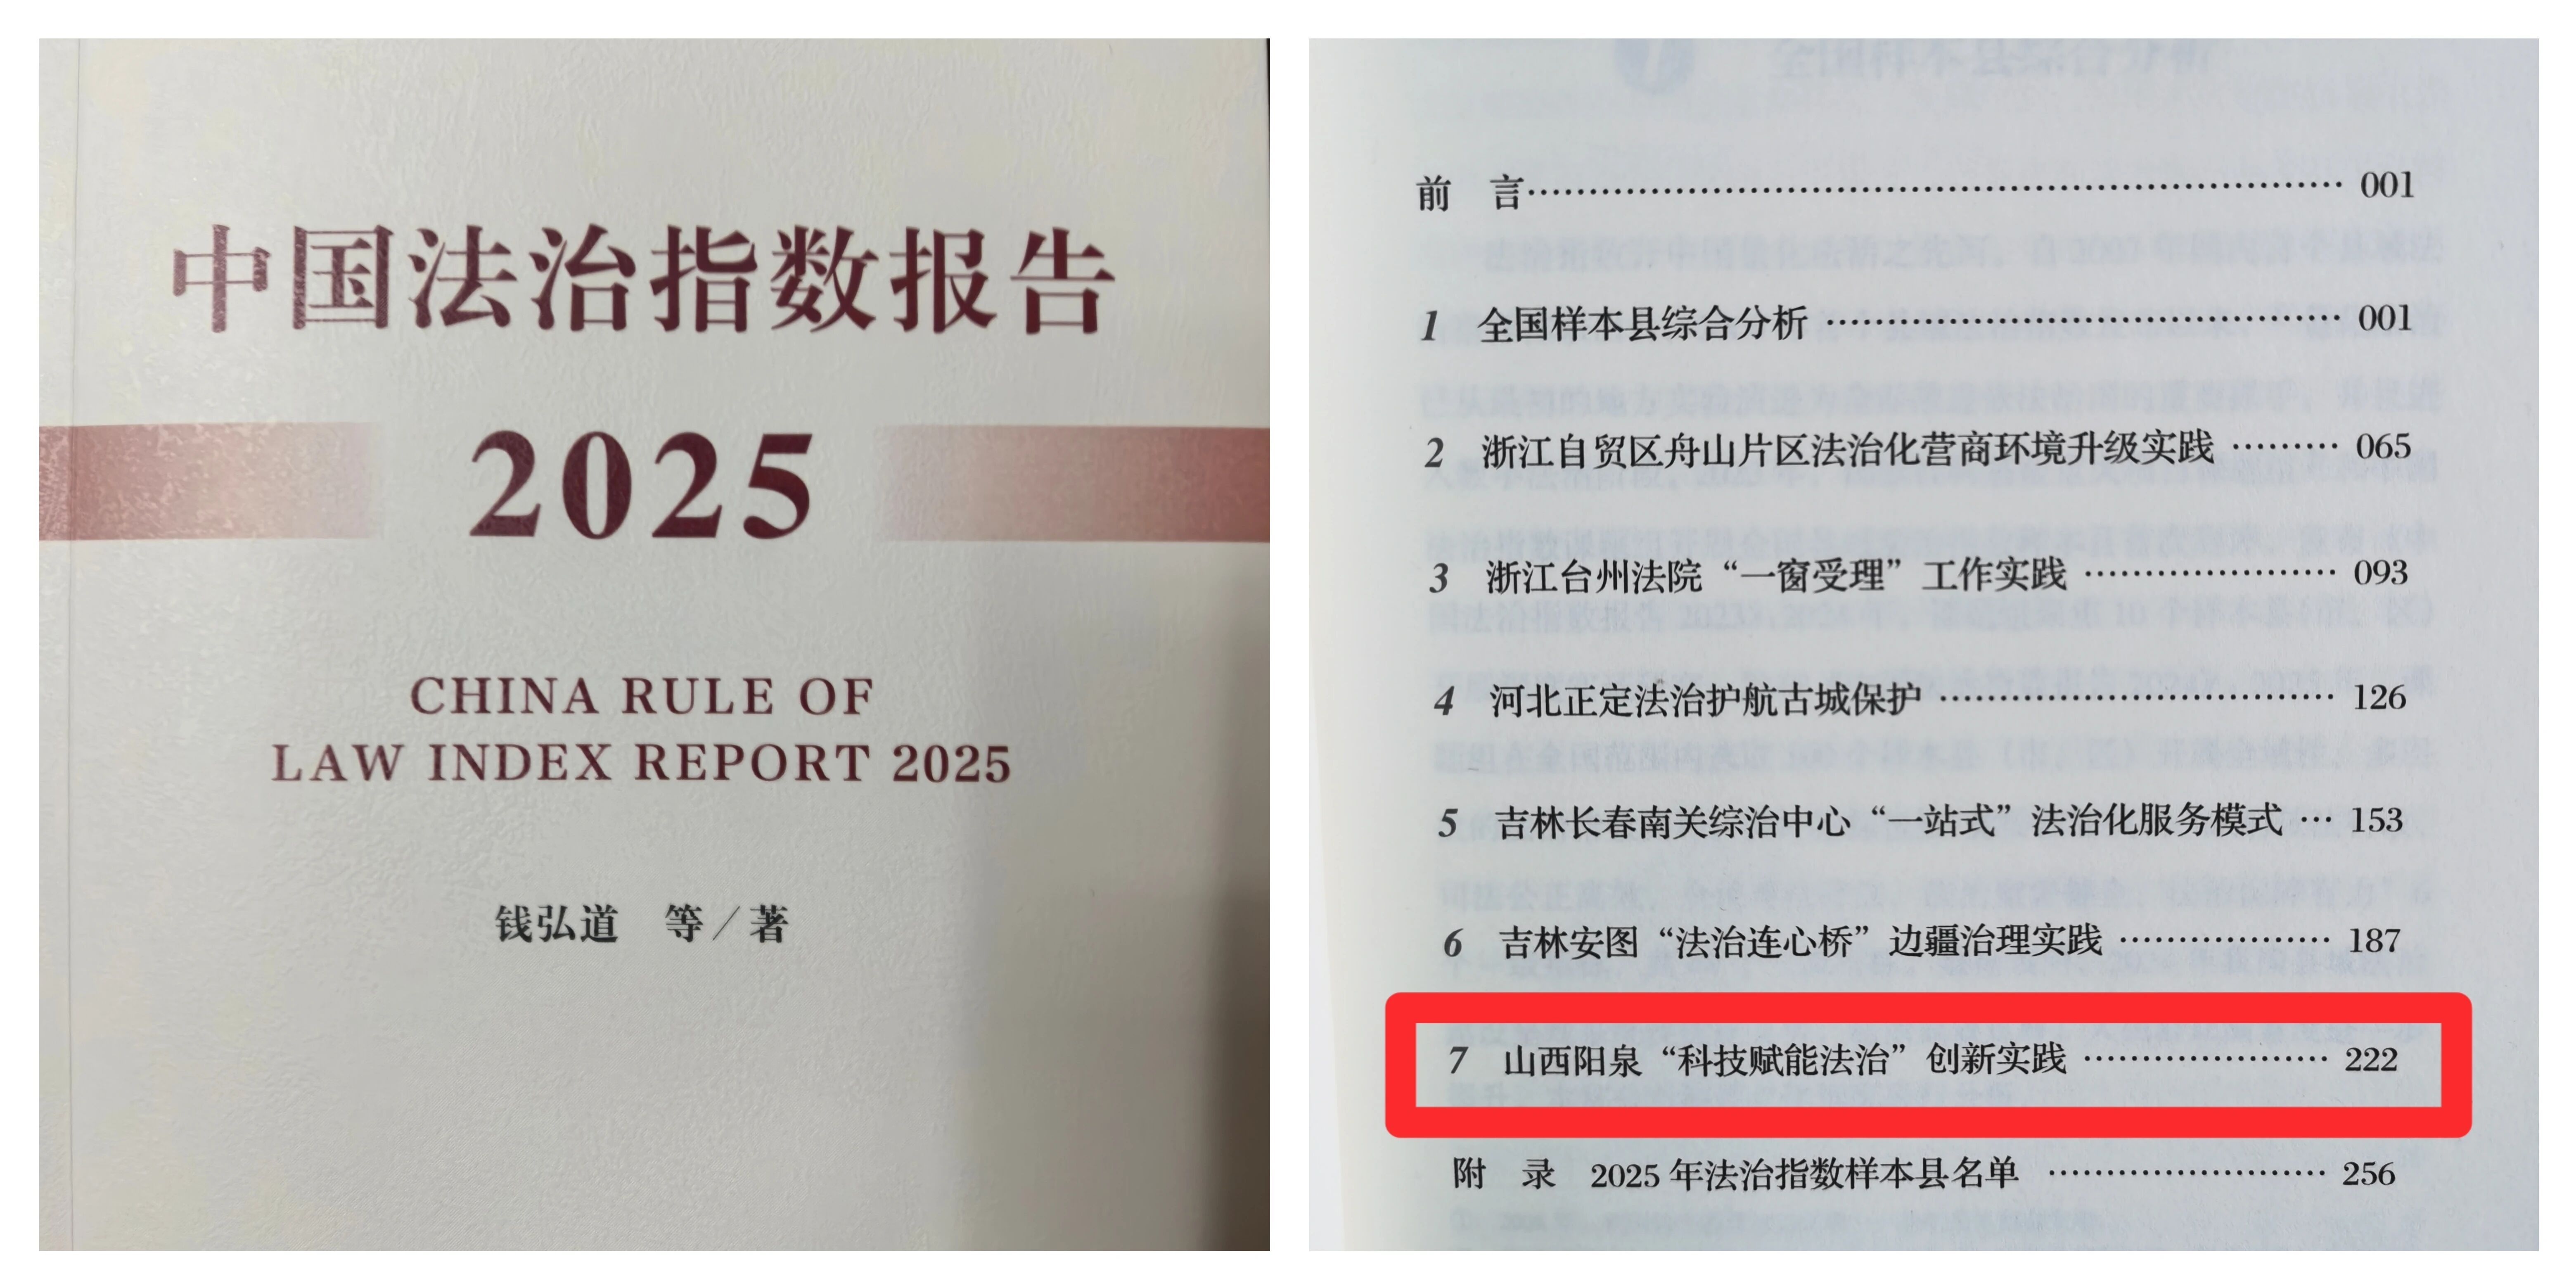 中国法治指数报告
2025
CHINA RULE OF
LAW INDEX REPORT 2025
钱弘道 等/著
前 言 001
1 全国样本县综合分析 001
2 浙江自贸区舟山片区法治化营商环境升级实践 065
3 浙江台州法院“一窗受理”工作实践 093
4 河北正定法治护航古城保护 126
5 吉林长春南关综治中心“一站式”法治化服务模式 153
6 吉林安图“法治连心桥”边疆治理实践 187
7 山西阳泉“科技赋能法治”创新实践 222
附 录 2025年法治指数样本县名单 256